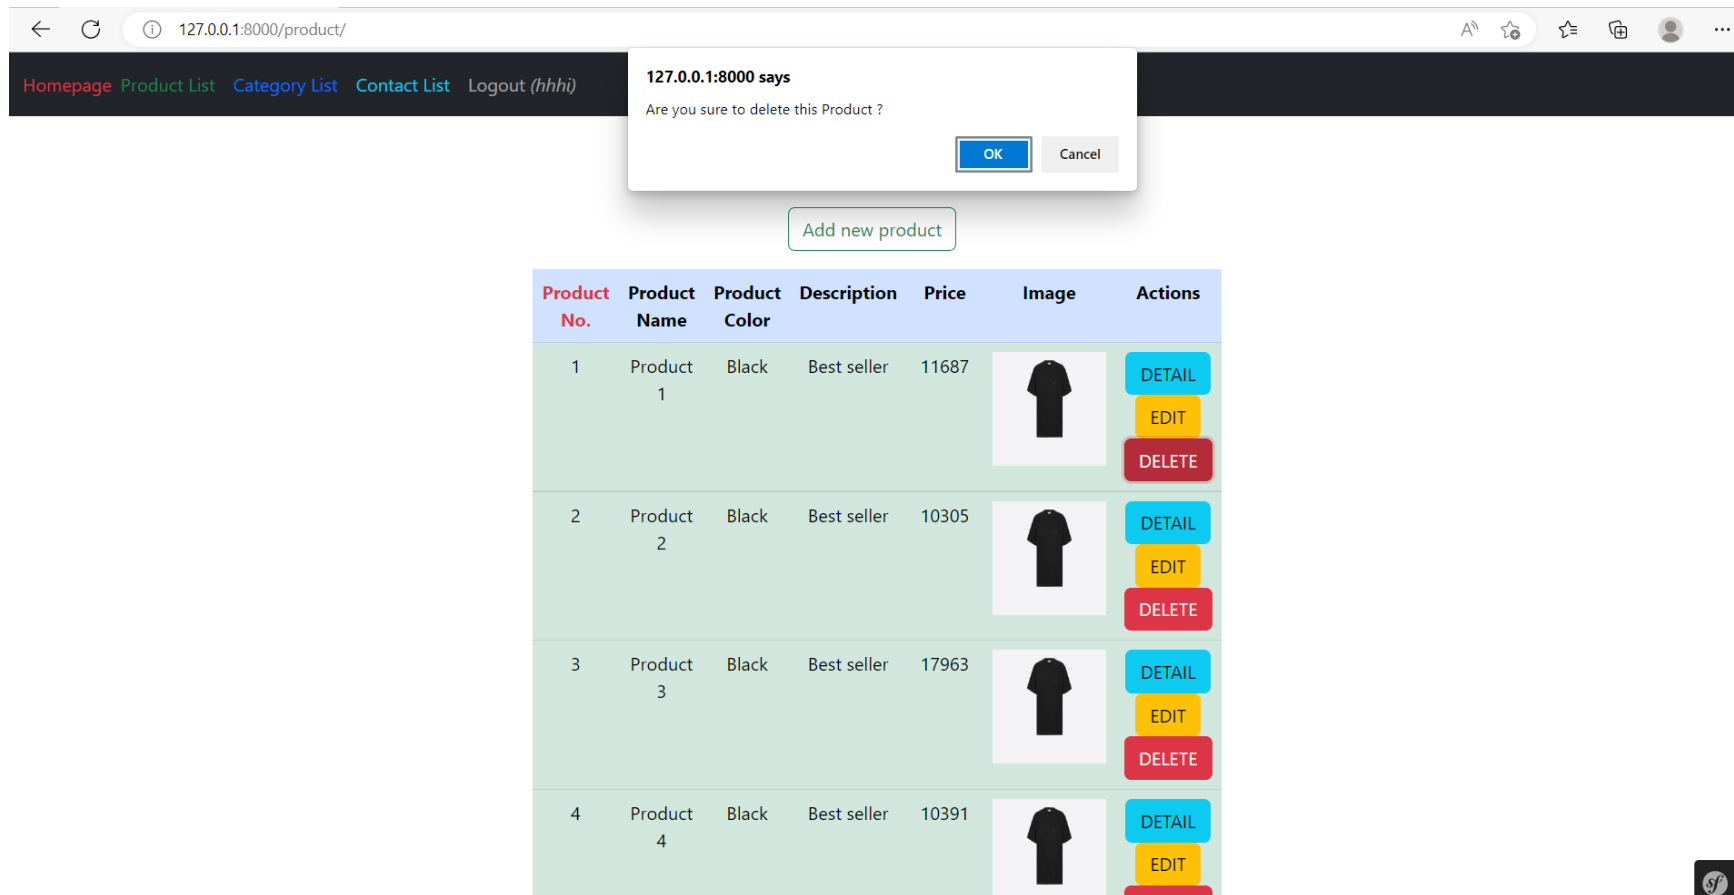 127.0.0.1:8000/product/
127.0.0.1:8000 says
Are you sure to delete this Product ?
OK Cancel
Homepage Product List Category List Contact List Logout (hhhi)
Add new product
Product No. Product Name Product Color Description Price Image Actions
1 Product 1 Black Best seller 11687 DETAIL
EDIT
DELETE
2 Product 2 Black Best seller 10305 DETAIL
EDIT
DELETE
3 Product 3 Black Best seller 17963 DETAIL
EDIT
DELETE
4 Product 4 Black Best seller 10391 DETAIL
EDIT
sf